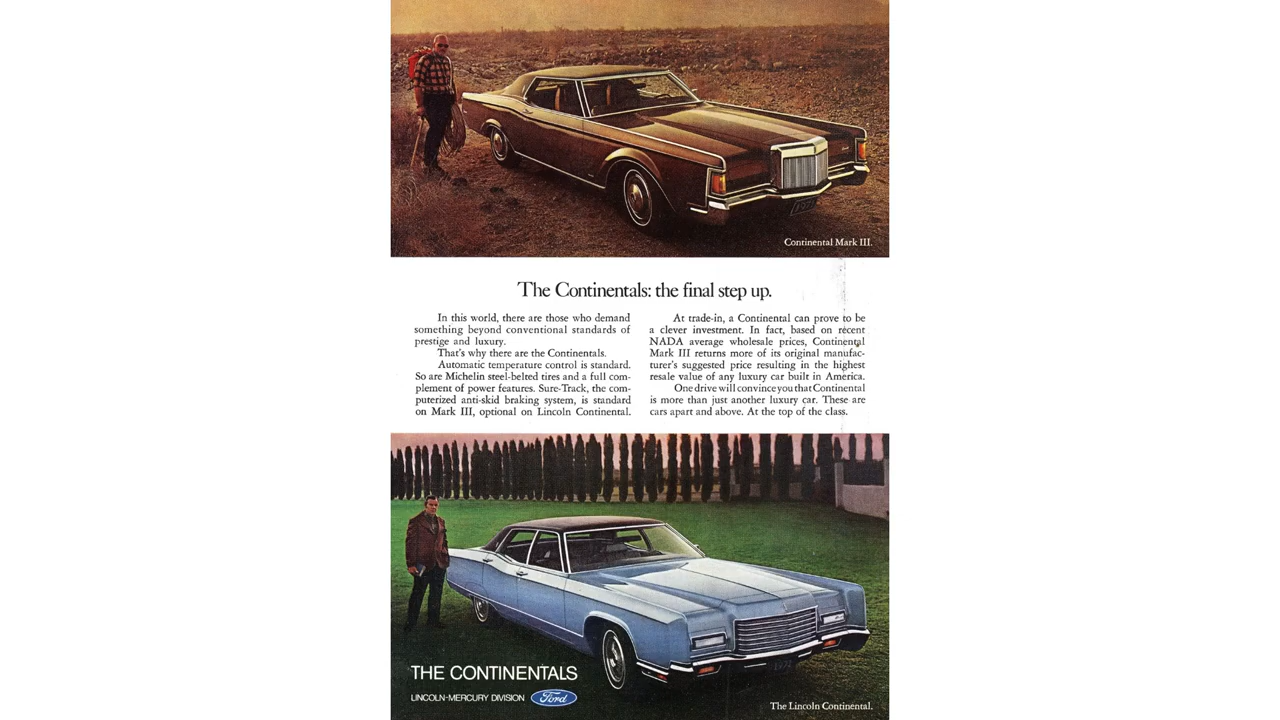 Continental Mark III.
The Continentals: the final step up.
In this world, there are those who demand
something beyond conventional standards of
prestige and luxury.
That's why there are the Continentals.
Automatic temperature control is standard.
So are Michelin steel-belted tires and a full com-
plement of power features. Sure-Track, the com-
puterized anti-skid braking system, is standard
on Mark III, optional on Lincoln Continental.
At trade-in, a Continental can prove to be
a clever investment. In fact, based on recent
NADA average wholesale prices, Continental
Mark III returns more of its original manufac-
turer's suggested price resulting in the highest
resale value of any luxury car built in America.
One drive will convince you that Continental
is more than just another luxury car. These are
cars apart and above. At the top of the class.
THE CONTINENTALS
LINCOLN-MERCURY DIVISION Ford
The Lincoln Continental.